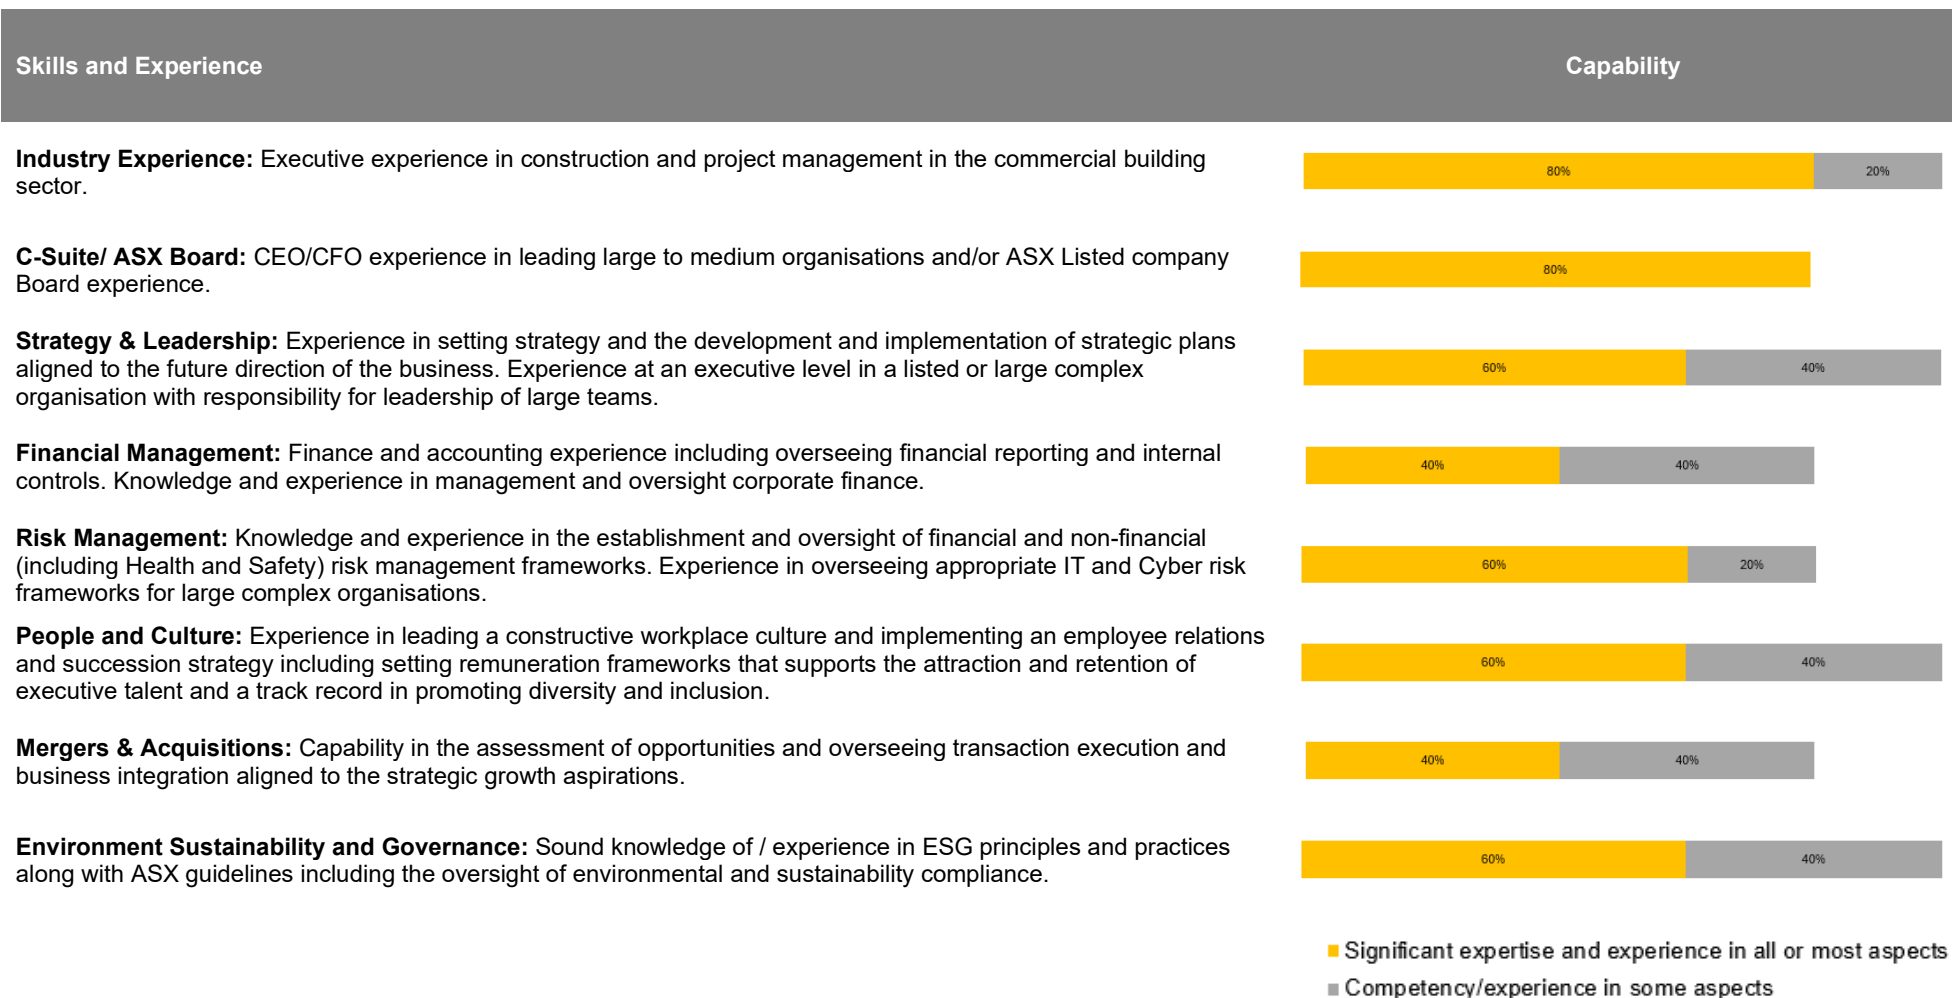 Skills and Experience
Capability
Industry Experience: Executive experience in construction and project management in the commercial building
sector.
80%
20%
C-Suite/ ASX Board: CEO/CFO experience in leading large to medium organisations and/or ASX Listed company
Board experience.
80%
Strategy & Leadership: Experience in setting strategy and the development and implementation of strategic plans
aligned to the future direction of the business. Experience at an executive level in a listed or large complex
organisation with responsibility for leadership of large teams.
60%
40%
Financial Management: Finance and accounting experience including overseeing financial reporting and internal
controls. Knowledge and experience in management and oversight corporate finance.
40%
40%
Risk Management: Knowledge and experience in the establishment and oversight of financial and non-financial
(including Health and Safety) risk management frameworks. Experience in overseeing appropriate IT and Cyber risk
frameworks for large complex organisations.
60%
20%
People and Culture: Experience in leading a constructive workplace culture and implementing an employee relations
and succession strategy including setting remuneration frameworks that supports the attraction and retention of
executive talent and a track record in promoting diversity and inclusion.
60%
40%
Mergers & Acquisitions: Capability in the assessment of opportunities and overseeing transaction execution and
business integration aligned to the strategic growth aspirations.
40%
40%
Environment Sustainability and Governance: Sound knowledge of / experience in ESG principles and practices
along with ASX guidelines including the oversight of environmental and sustainability compliance.
60%
40%
Significant expertise and experience in all or most aspects
Competency/experience in some aspects